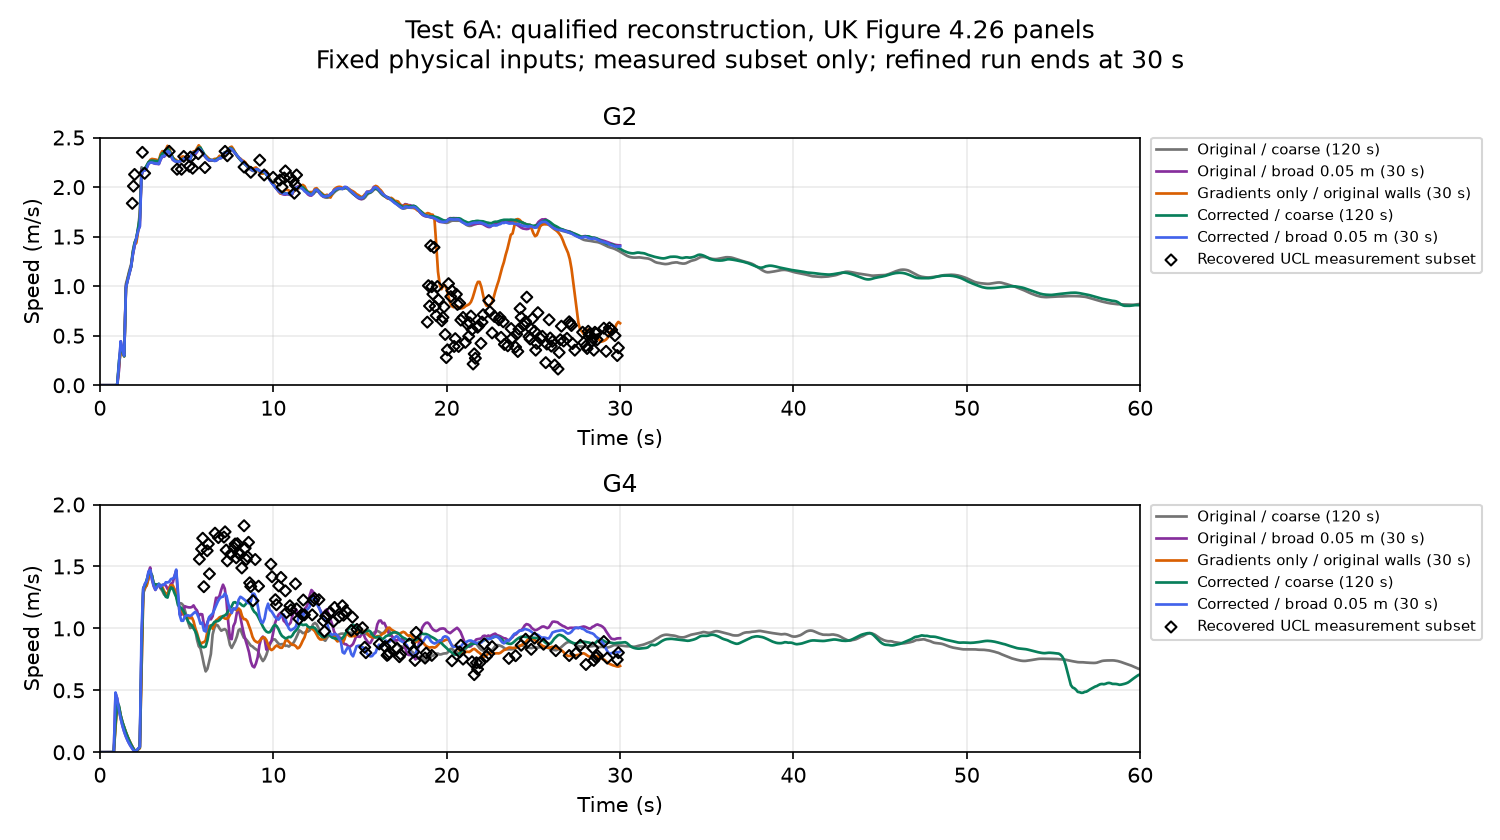 Test 6A: qualified reconstruction, UK Figure 4.26 panels
Fixed physical inputs; measured subset only; refined run ends at 30 s
G2
Speed (m/s)
2.5
2.0
1.5
1.0
0.5
0.0
0 10 20 30 40 50 60
Time (s)
Original / coarse (120 s)
Original / broad 0.05 m (30 s)
Gradients only / original walls (30 s)
Corrected / coarse (120 s)
Corrected / broad 0.05 m (30 s)
Recovered UCL measurement subset
G4
Speed (m/s)
2.0
1.5
1.0
0.5
0.0
0 10 20 30 40 50 60
Time (s)
Original / coarse (120 s)
Original / broad 0.05 m (30 s)
Gradients only / original walls (30 s)
Corrected / coarse (120 s)
Corrected / broad 0.05 m (30 s)
Recovered UCL measurement subset